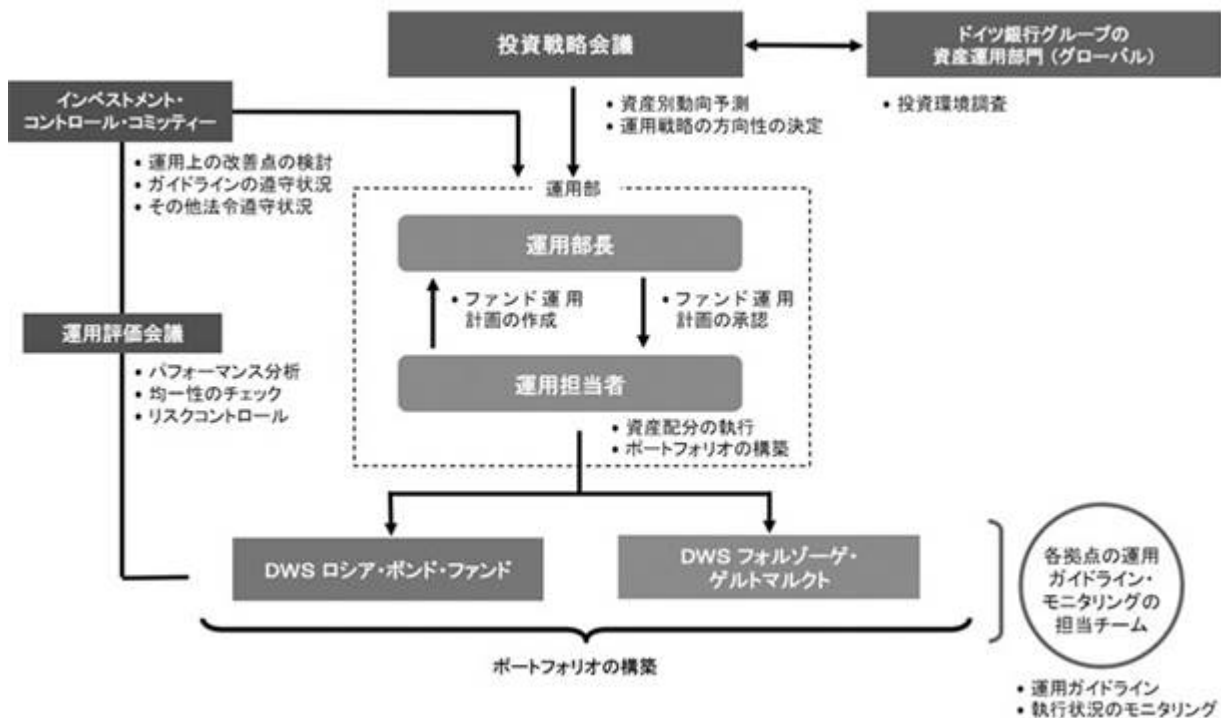 投資戦略会議
ドイツ銀行グループの
資産運用部門（グローバル）
• 資産別動向予測
• 運用戦略の方向性の決定
• 投資環境調査
インベストメント・
コントロール・コミッティー
• 運用上の改善点の検討
• ガイドラインの遵守状況
• その他法令遵守状況
運用部
運用部長
• ファンド運用
計画の作成
• ファンド運用
計画の承認
運用担当者
• 資産配分の執行
• ポートフォリオの構築
運用評価会議
• パフォーマンス分析
• 均一性のチェック
• リスクコントロール
DWS ロシア・ボンド・ファンド
DWS フォルゾーゲ・
ゲルトマルクト
各拠点の運用
ガイドライン・
モニタリングの
担当チーム
ポートフォリオの構築
• 運用ガイドライン
• 執行状況のモニタリング